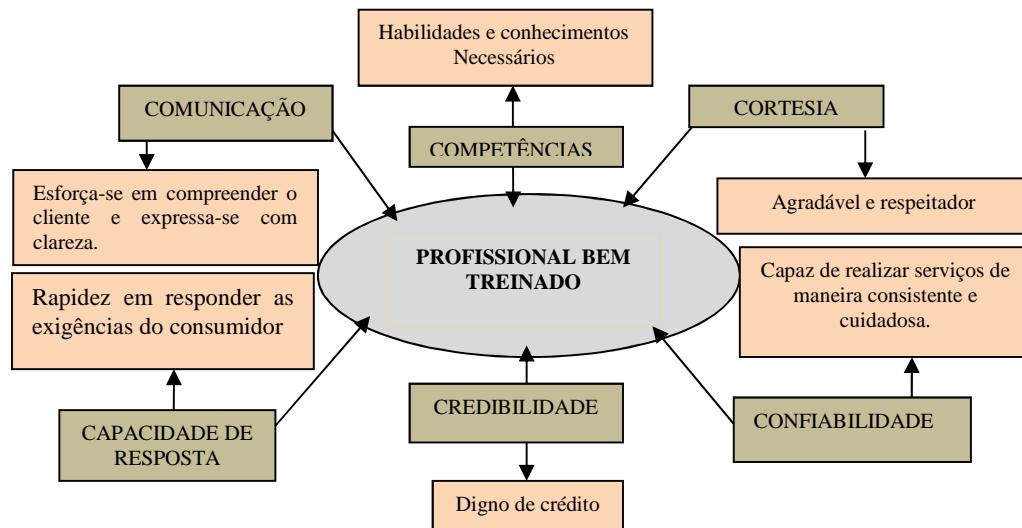 Habilidades e conhecimentos
Necessários
COMUNICAÇÃO
CORTESIA
COMPETÊNCIAS
Esforça-se em compreender o
cliente e expressa-se com
clareza.
Agradável e respeitador
PROFISSIONAL BEM
TREINADO
Rapidez em responder as
exigências do consumidor
Capaz de realizar serviços de
maneira consistente e
cuidadosa.
CAPACIDADE DE
RESPOSTA
CREDIBILIDADE
CONFIABILIDADE
Digno de crédito